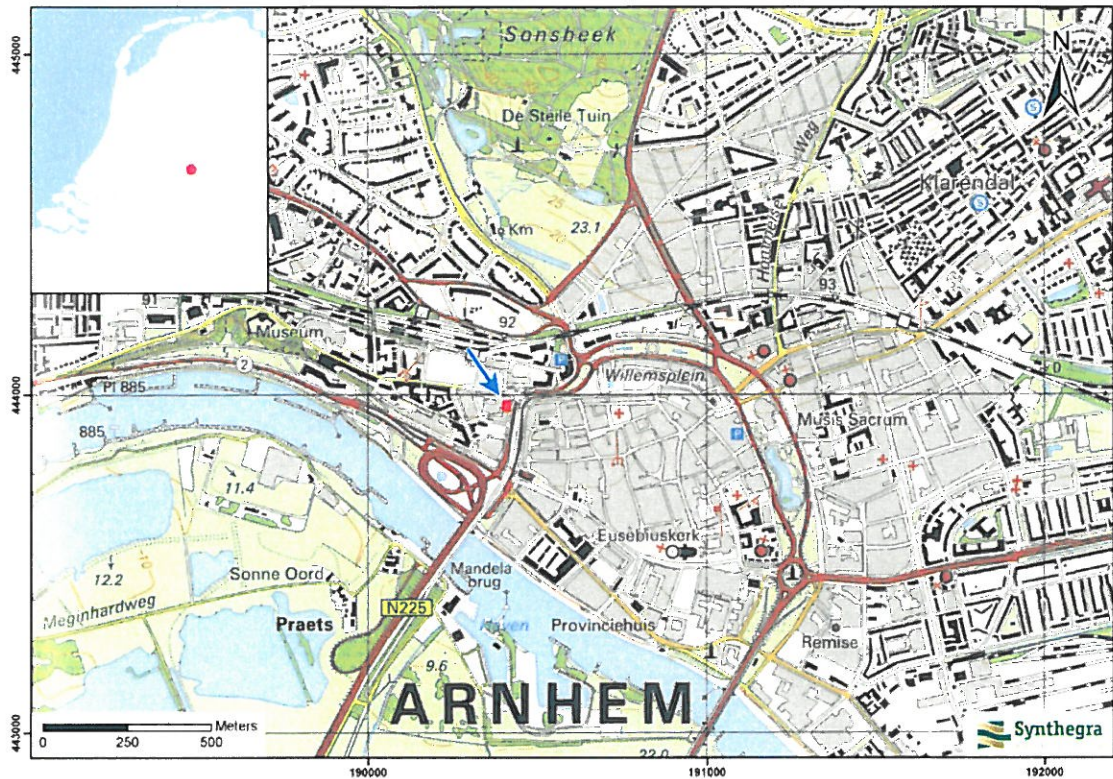 Sonsbeek
N
De Steile Tuin
Weg
Klarendal
S
S
Km
23.1
25
Hommelse
91
92
93
Museum
P
Willemsplein
2
Pl 885
885
Musis Sacrum
P
11.4
Eusebiuskerk
12.2
10
Sonne Oord
Mandela
brug
Meginhardweg
N225
Praets
Haven
Provinciehuis
Remise
9.6
ARNHEM
22.0
0 250 500 Meters
Synthegra
445000
444000
443000
190000
191000
192000